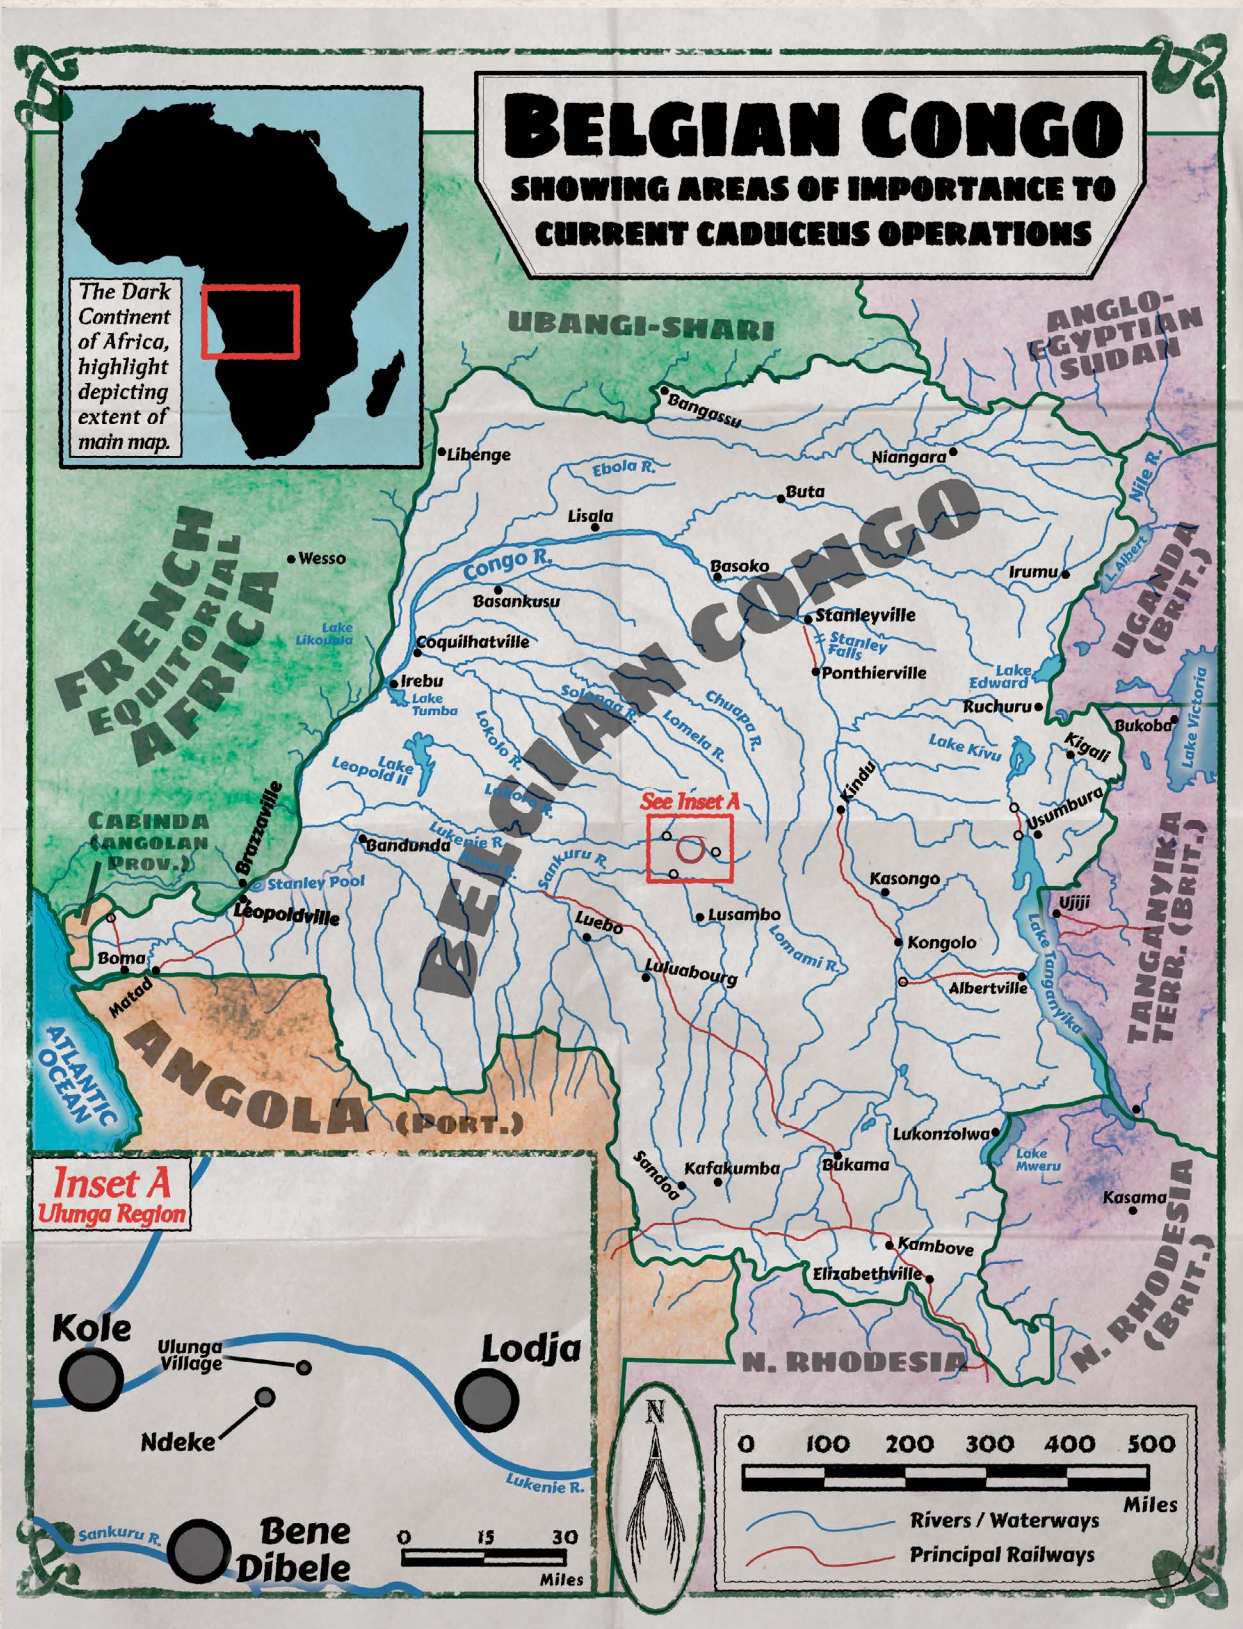 BELGIAN CONGO
SHOWING AREAS OF IMPORTANCE TO
CURRENT CADUCEUS OPERATIONS
The Dark
Continent
of Africa,
highlight
depicting
extent of
main map.
UBANGI-SHARI
ANGLO-
EGYPTIAN
SUDAN
Bangassu
Libenge
Niangara
Ebola R.
Nile R.
Buta
Lisala
FRENCH
EQUITORIAL
AFRICA
Wesso
Congo R.
Basoko
Irumu
L. Albert
UGANDA
(BRIT.)
Basankusu
Stanleyville
Stanley
Falls
Lake
Likouala
Coquilhatville
Ponthierville
Lake
Edward
Irebu
Lake
Tumba
Ruchuru
Bukoba
Lake Victoria
Solonga R.
Chuapa R.
Lomela R.
Lokolo R.
Lake Kivu
Kigali
Lake
Leopold II
Lokoro R.
BELGIAN CONGO
See Inset A
Kindu
Usumbura
CABINDA
(ANGOLAN
PROV.)
Brazzaville
Bandunda
Lukenie R.
Kasai R.
Sankuru R.
TANGANYIKA
TERR. (BRIT.)
Stanley Pool
Leopoldville
Kasongo
Ujiji
Luebo
Lusambo
Lomami R.
Kongolo
Lake Tanganyika
Boma
Matad
Luluabourg
Albertville
ATLANTIC
OCEAN
ANGOLA (PORT.)
Lukonzolwa
Lake
Mweru
Sandoa
Kafakumba
Bukama
Kasama
N. RHODESIA
(BRIT.)
Kambove
Elizabethville
N. RHODESIA
Inset A
Ulunga Region
Kole
Ulunga
Village
Lodja
Ndeke
Lukenie R.
Sankuru R.
Bene
Dibele
0 15 30
Miles
N
0 100 200 300 400 500
Miles
Rivers / Waterways
Principal Railways